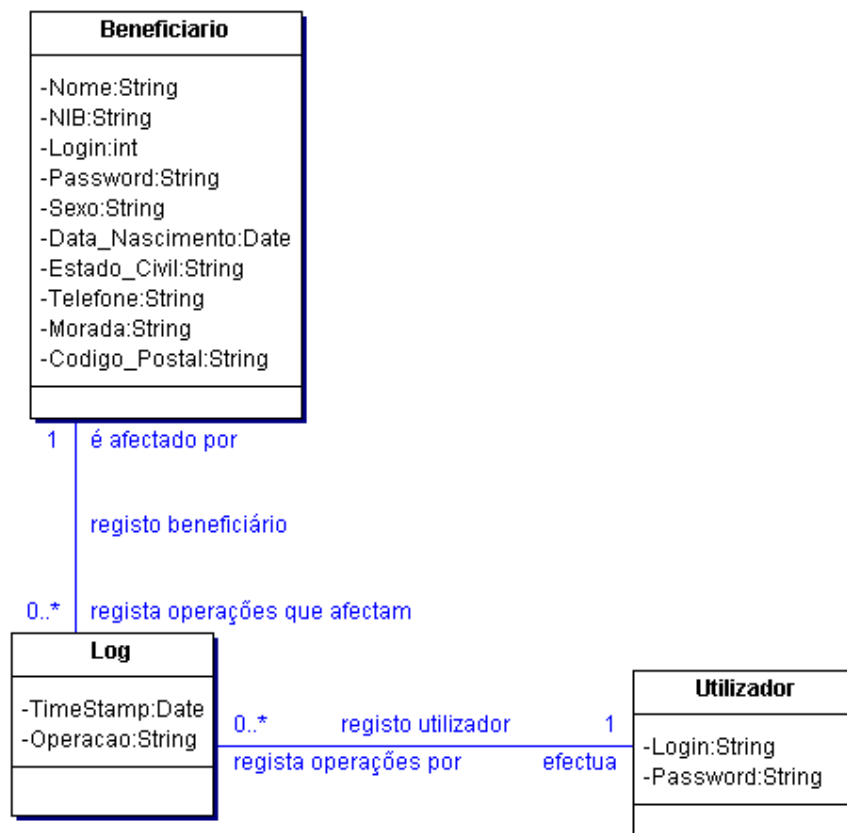 Beneficiario
-Nome:String
-NIB:String
-Login:int
-Password:String
-Sexo:String
-Data_Nascimento:Date
-Estado_Civil:String
-Telefone:String
-Morada:String
-Codigo_Postal:String
1 é afectado por
registo beneficiário
0..* regista operações que afectam
Log
-TimeStamp:Date
-Operacao:String
0..* registo utilizador 1
regista operações por efectua
Utilizador
-Login:String
-Password:String